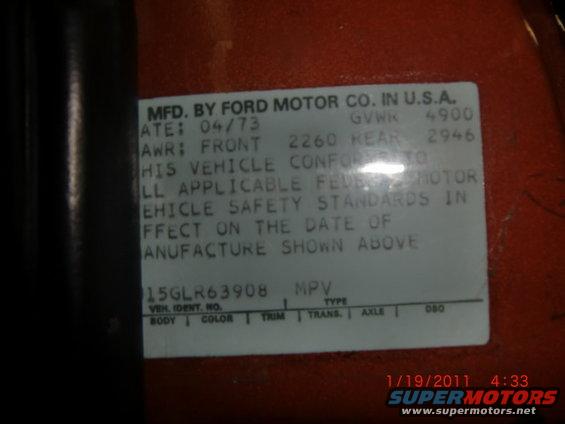 MFD. BY FORD MOTOR CO. IN U.S.A.
ATE: 04/73 GVWR 4900
AWR: FRONT 2260 REAR 2946
HIS VEHICLE CONFORMS TO
LL APPLICABLE FEDERAL MOTOR
EHICLE SAFETY STANDARDS IN
FFECT ON THE DATE OF
ANUFACTURE SHOWN ABOVE
U15GLR63908 MPV
VEH. IDENT. NO. TYPE
BODY COLOR TRIM TRANS. AXLE DSO
1/19/2011 4:33
SUPERMOTORS
www.supermotors.net